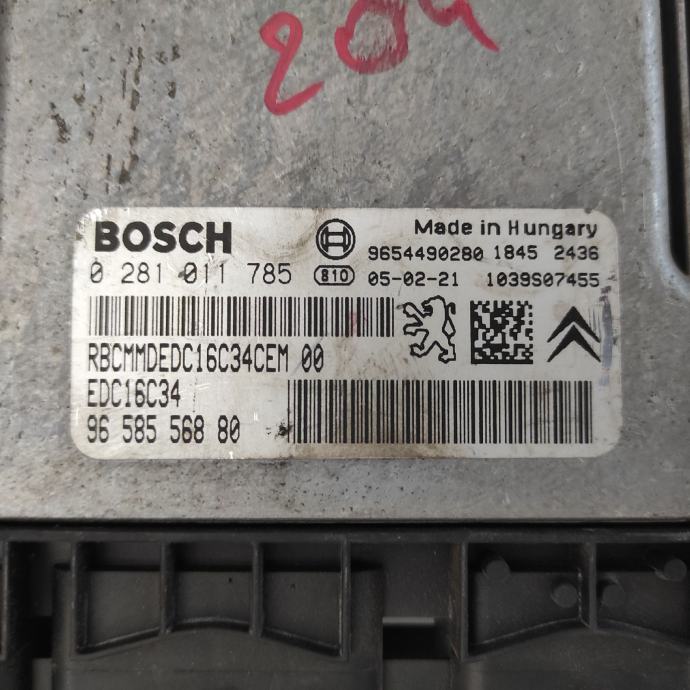 204
BOSCH
Made in Hungary
9654490280 1845 2436
0 281 011 785 810 05-02-21 1039S07455
RBCMMDEDC16C34CEM 00
EDC16C34
96 585 568 80